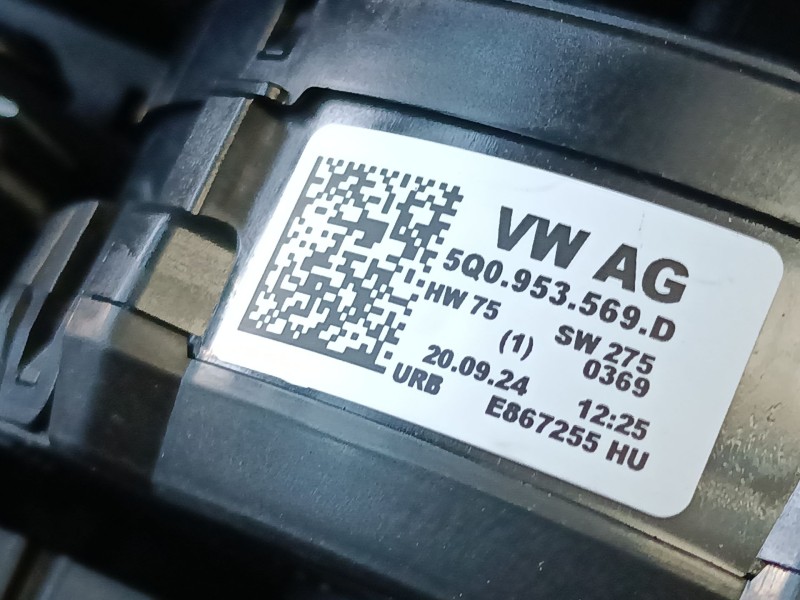 VW AG
5Q0.953.569.D
HW 75 SW 275
(1) 0369
20.09.24 12:25
URB E867255 HU